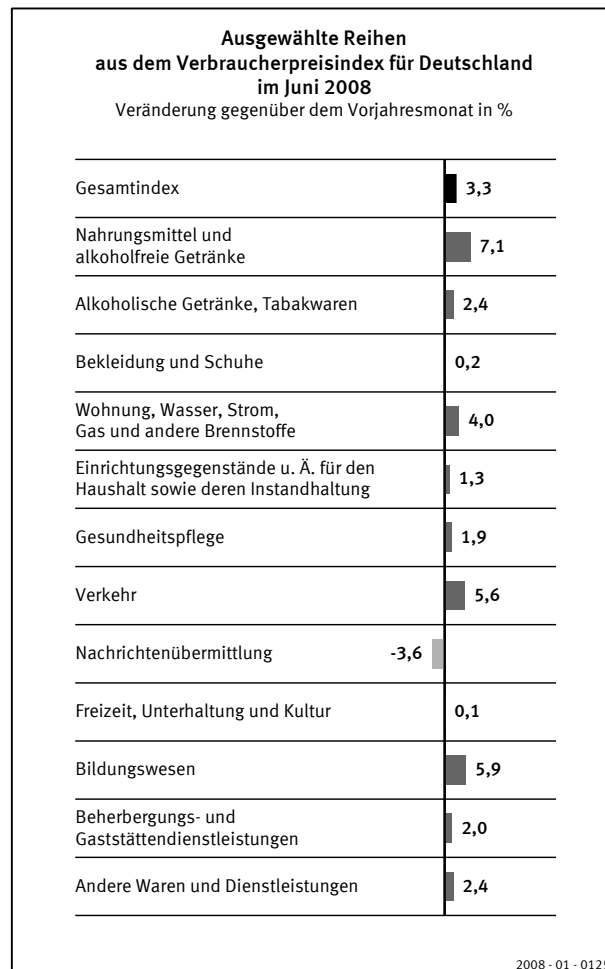 Ausgewählte Reihen
aus dem Verbraucherpreisindex für Deutschland
im Juni 2008
Veränderung gegenüber dem Vorjahresmonat in %
Gesamtindex 3,3
Nahrungsmittel und
alkoholfreie Getränke 7,1
Alkoholische Getränke, Tabakwaren 2,4
Bekleidung und Schuhe 0,2
Wohnung, Wasser, Strom,
Gas und andere Brennstoffe 4,0
Einrichtungsgegenstände u. Ä. für den
Haushalt sowie deren Instandhaltung 1,3
Gesundheitspflege 1,9
Verkehr 5,6
Nachrichtenübermittlung -3,6
Freizeit, Unterhaltung und Kultur 0,1
Bildungswesen 5,9
Beherbergungs- und
Gaststättendienstleistungen 2,0
Andere Waren und Dienstleistungen 2,4
2008 - 01 - 0125